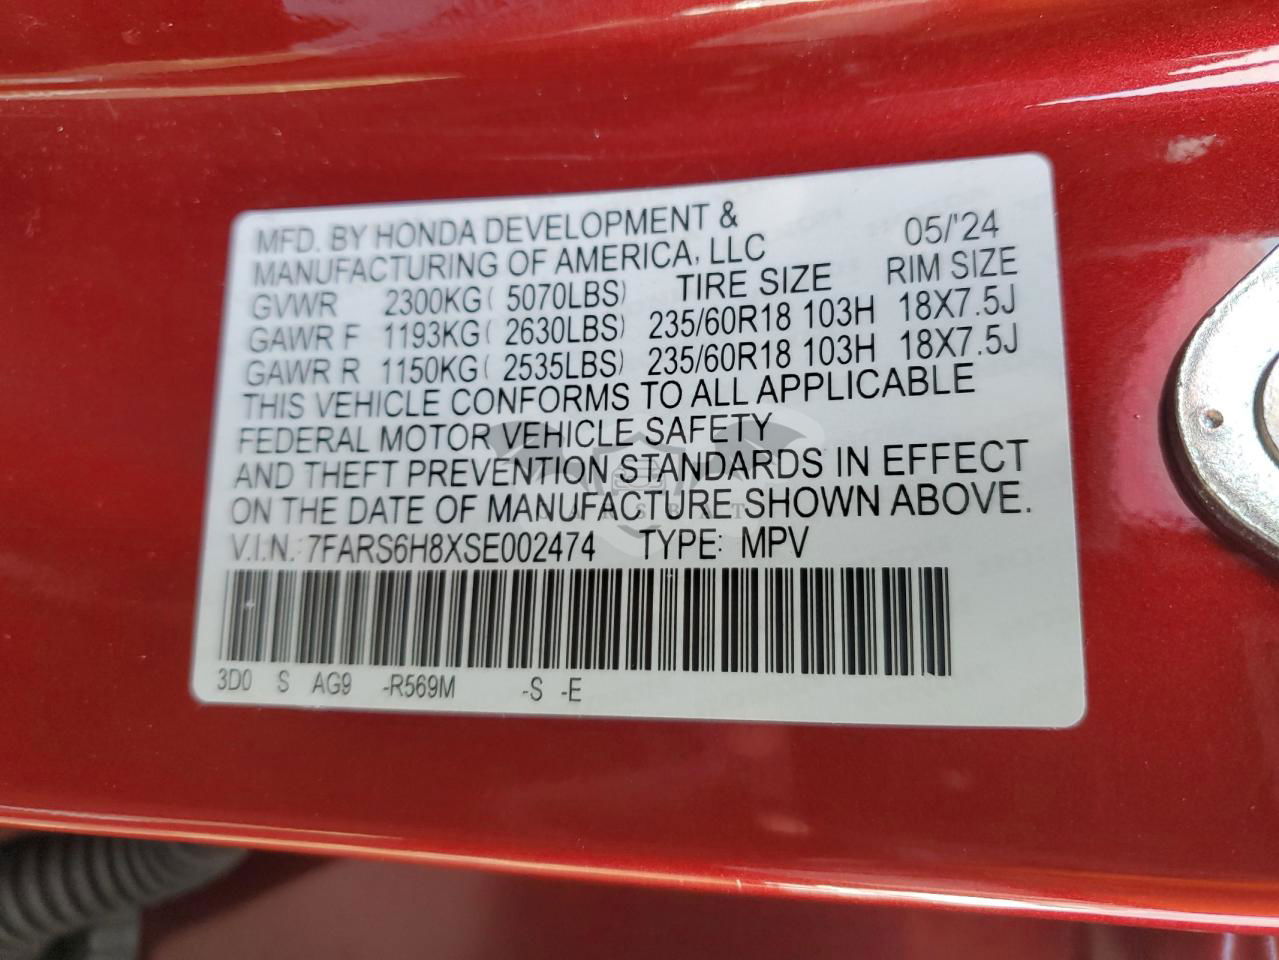 MFD. BY HONDA DEVELOPMENT &
MANUFACTURING OF AMERICA, LLC 05/'24
GVWR 2300KG( 5070LBS) TIRE SIZE RIM SIZE
GAWR F 1193KG( 2630LBS) 235/60R18 103H 18X7.5J
GAWR R 1150KG( 2535LBS) 235/60R18 103H 18X7.5J
THIS VEHICLE CONFORMS TO ALL APPLICABLE
FEDERAL MOTOR VEHICLE SAFETY
AND THEFT PREVENTION STANDARDS IN EFFECT
ON THE DATE OF MANUFACTURE SHOWN ABOVE.
V.I.N.: 7FARS6H8XSE002474 TYPE: MPV
3D0 S AG9 -R569M -S -E